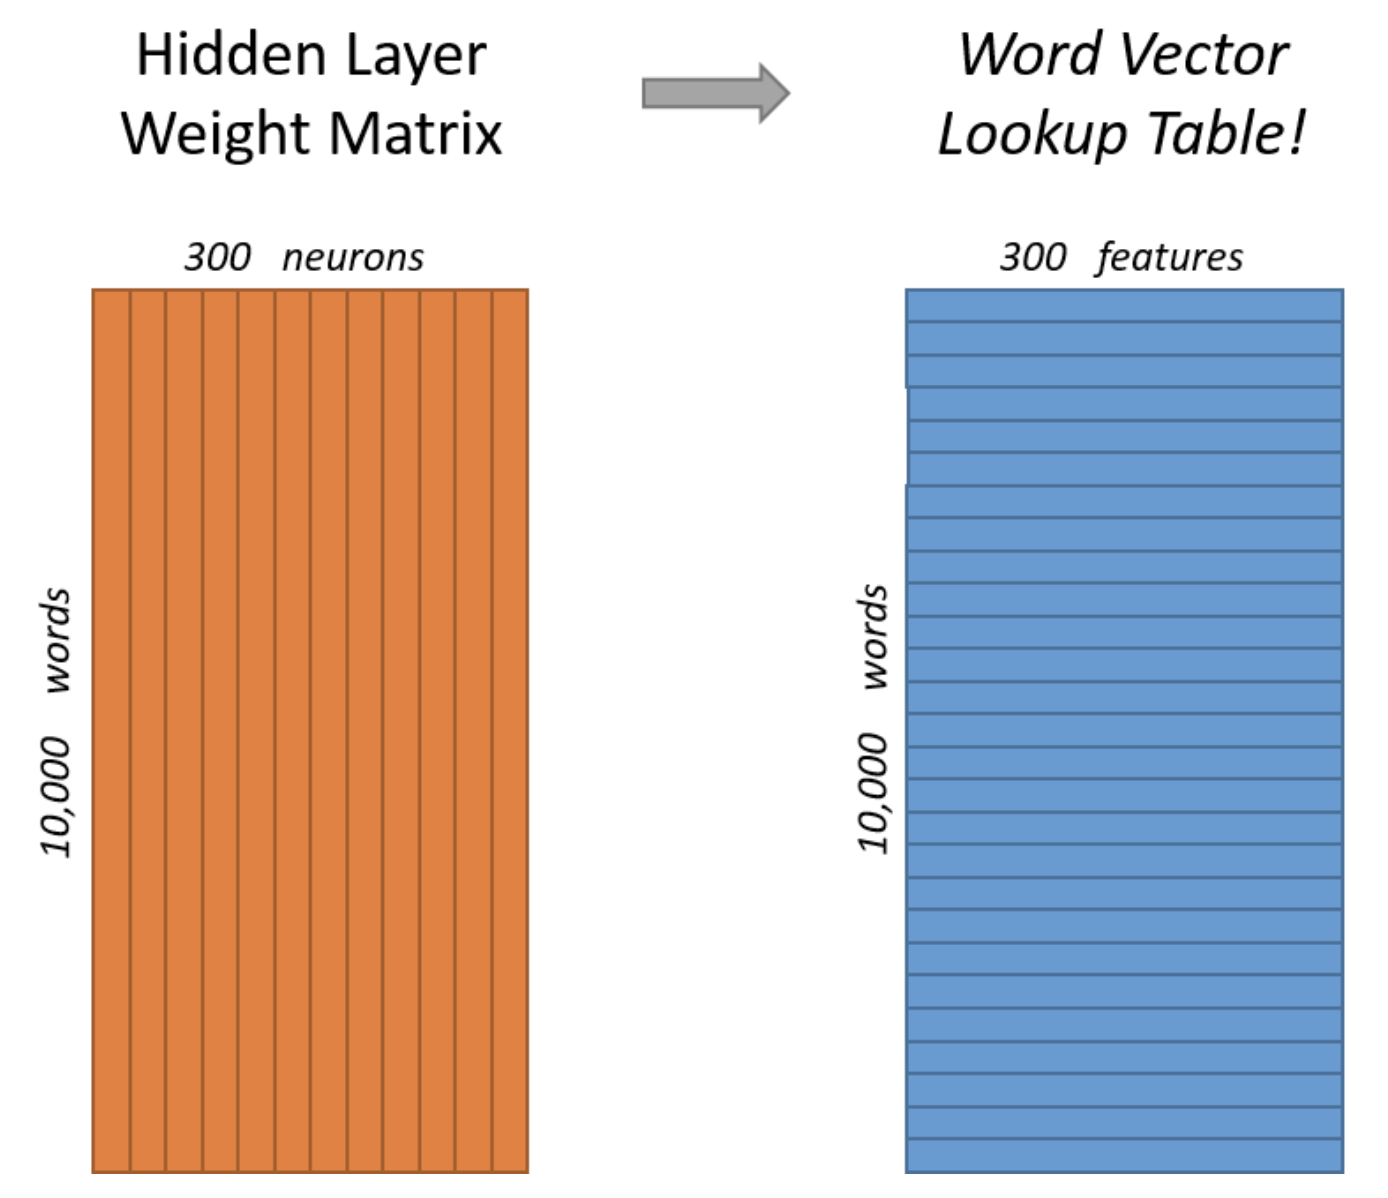 Hidden Layer
Weight Matrix
Word Vector
Lookup Table!
300 neurons
10,000 words
300 features
10,000 words